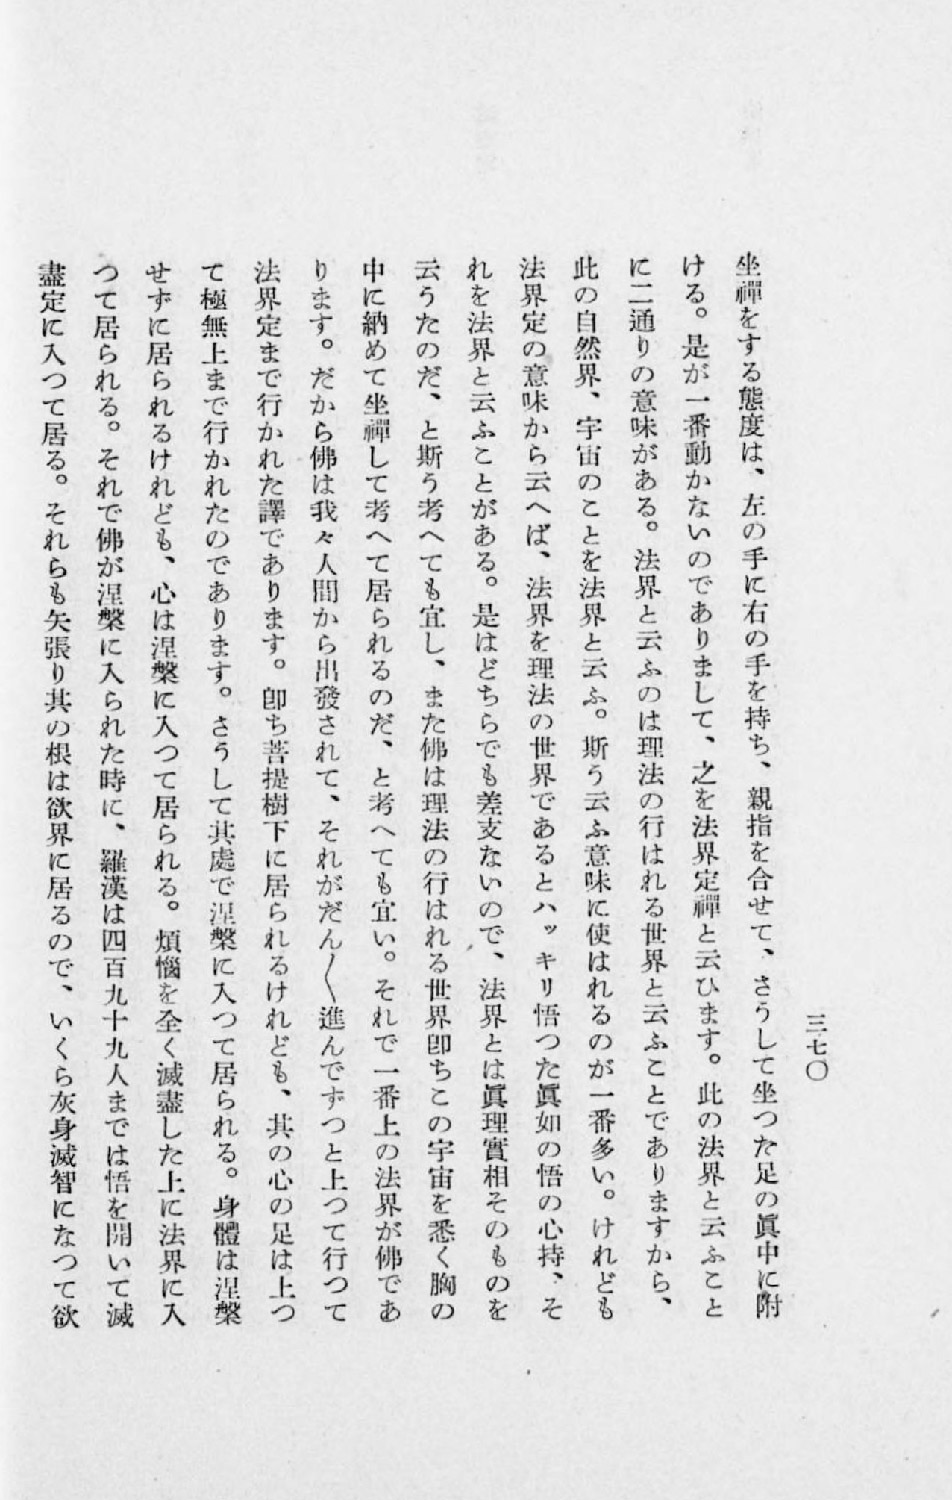 三七〇
坐禪をする態度は、左の手に右の手を持ち、親指を合せて、さうして坐つた足の眞中に附
ける。是が一番動かないのでありまして、之を法界定禪と云ひます。此の法界と云ふこと
に二通りの意味がある。法界と云ふのは理法の行はれる世界と云ふことでありますから、
此の自然界、宇宙のことを法界と云ふ。斯う云ふ意味に使はれるのが一番多い。けれども
法界定の意味から云へば、法界を理法の世界であるとハッキリ悟つた眞如の悟の心持、そ
れを法界と云ふことがある。是はどちらでも差支ないので、法界とは眞理實相そのものを
云うたのだ、と斯う考へても宜し、また佛は理法の行はれる世界卽ちこの宇宙を悉く胸の
中に納めて坐禪して考へて居られるのだ、と考へても宜い。それで一番上の法界が佛であ
ります。だから佛は我々人間から出發されて、それがだん〱進んでずつと上つて行つて
法界定まで行かれた譯であります。卽ち菩提樹下に居られるけれども、其の心の足は上つ
て極無上まで行かれたのであります。さうして其處で涅槃に入つて居られる。身體は涅槃
せずに居られるけれども、心は涅槃に入つて居られる。煩惱を全く滅盡した上に法界に入
つて居られる。それで佛が涅槃に入られた時に、羅漢は四百九十九人までは悟を開いて滅
盡定に入つて居る。それらも矢張り其の根は欲界に居るので、いくら灰身滅智になつて欲